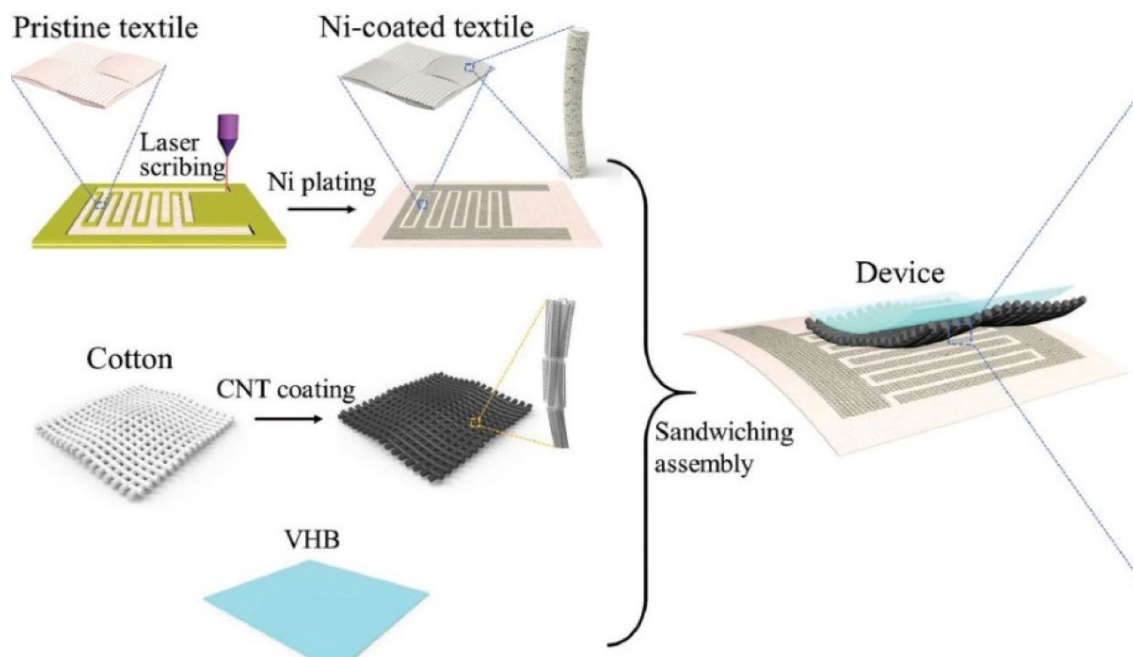 Pristine textile
Ni-coated textile
Laser
scribing
Ni plating
Device
Cotton
CNT coating
Sandwiching
assembly
VHB